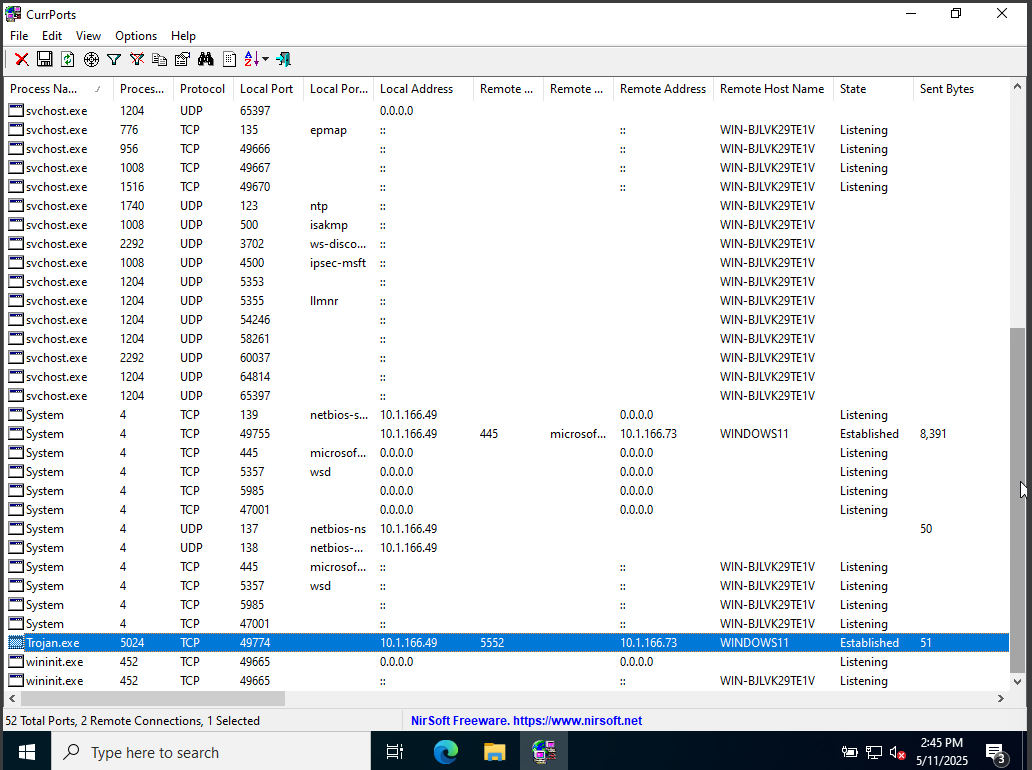 CurrPorts
File Edit View Options Help
Process Na... Proces... Protocol Local Port Local Por... Local Address Remote ... Remote ... Remote Address Remote Host Name State Sent Bytes
svchost.exe 1204 UDP 65397 0.0.0.0
svchost.exe 776 TCP 135 epmap :: :: WIN-BJLVK29TE1V Listening
svchost.exe 956 TCP 49666 :: :: WIN-BJLVK29TE1V Listening
svchost.exe 1008 TCP 49667 :: :: WIN-BJLVK29TE1V Listening
svchost.exe 1516 TCP 49670 :: :: WIN-BJLVK29TE1V Listening
svchost.exe 1740 UDP 123 ntp :: WIN-BJLVK29TE1V
svchost.exe 1008 UDP 500 isakmp :: WIN-BJLVK29TE1V
svchost.exe 2292 UDP 3702 ws-disco... :: WIN-BJLVK29TE1V
svchost.exe 1008 UDP 4500 ipsec-msft :: WIN-BJLVK29TE1V
svchost.exe 1204 UDP 5353 :: WIN-BJLVK29TE1V
svchost.exe 1204 UDP 5355 llmnr :: WIN-BJLVK29TE1V
svchost.exe 1204 UDP 54246 :: WIN-BJLVK29TE1V
svchost.exe 1204 UDP 58261 :: WIN-BJLVK29TE1V
svchost.exe 2292 UDP 60037 :: WIN-BJLVK29TE1V
svchost.exe 1204 UDP 64814 :: WIN-BJLVK29TE1V
svchost.exe 1204 UDP 65397 :: WIN-BJLVK29TE1V
System 4 TCP 139 netbios-s... 10.1.166.49 0.0.0.0 Listening
System 4 TCP 49755 10.1.166.49 445 microsof... 10.1.166.73 WINDOWS11 Established 8,391
System 4 TCP 445 microsof... 0.0.0.0 0.0.0.0 Listening
System 4 TCP 5357 wsd 0.0.0.0 0.0.0.0 Listening
System 4 TCP 5985 0.0.0.0 0.0.0.0 Listening
System 4 TCP 47001 0.0.0.0 0.0.0.0 Listening
System 4 UDP 137 netbios-ns 10.1.166.49 50
System 4 UDP 138 netbios-... 10.1.166.49
System 4 TCP 445 microsof... :: :: WIN-BJLVK29TE1V Listening
System 4 TCP 5357 wsd :: :: WIN-BJLVK29TE1V Listening
System 4 TCP 5985 :: :: WIN-BJLVK29TE1V Listening
System 4 TCP 47001 :: :: WIN-BJLVK29TE1V Listening
Trojan.exe 5024 TCP 49774 10.1.166.49 5552 10.1.166.73 WINDOWS11 Established 51
wininit.exe 452 TCP 49665 0.0.0.0 0.0.0.0 Listening
wininit.exe 452 TCP 49665 :: :: WIN-BJLVK29TE1V Listening
52 Total Ports, 2 Remote Connections, 1 Selected NirSoft Freeware. https://www.nirsoft.net
Type here to search
2:45 PM
5/11/2025
3